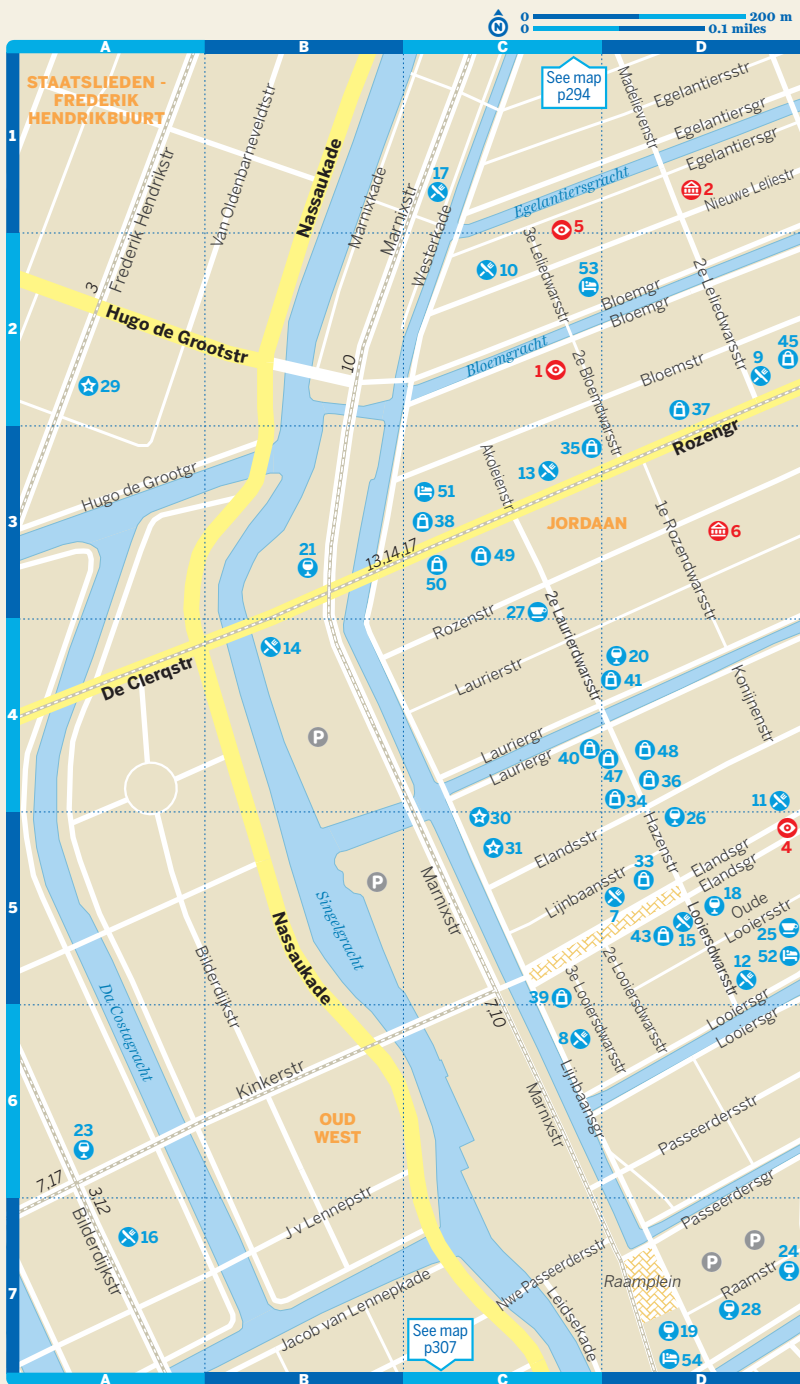 N
0 200 m
0 0.1 miles
A B C D
1
2
3
4
5
6
7
STAATSLIEDEN -
FREDERIK
HENDRIKBUURT
See map
p294
Madelievenstr
Egelantiersstr
Egelantiersgr
Egelantiersgr
Nieuwe Leliestr
2
Van Oldenbarneveldtstr
Nassaukade
Marnixkade
Marnixstr
17
Westerkade
Egelantiersgracht
5
3
Frederik Hendrikstr
10
3e Leliedwarsstr
53
Bloemgr
Bloemgr
2e Leliedwarsstr
Hugo de Grootstr
10
Bloemgracht
1
2e Bloemdwarsstr
Bloemstr
9
45
29
37
Rozengr
35
13
Akoleienstr
Hugo de Grootgr
51
38
JORDAAN
1e Rozendwarsstr
6
21
13,14,17
49
50
27
2e Laurierdwarsstr
Rozenstr
14
20
41
De Clerqstr
Laurierstr
Konijnenstr
P
Lauriergr
Lauriergr
40
47
48
36
34
11
30
31
26
Hazenstr
4
Elandsstr
P
Marnixstr
33
Elandsgr
Elandsgr
Lijnbaansstr
7
18
Oude
Looiersstr
43
15
Looiersdwarsstr
25
52
12
Singelgracht
Nassaukade
Bilderdijkstr
Da Costagracht
39
3e Looiersdwarsstr
2e Looiersdwarsstr
7,10
8
Looiersgr
Looiersgr
Lijnbaansgr
Kinkerstr
OUD
WEST
Marnixstr
Passeerdersstr
23
7,17
3,12
Bilderdijkstr
16
J v Lennepstr
Passeerdersgr
Nwe Passeerdersstr
Raamplein
P
P
24
Raamstr
28
Jacob van Lennepkade
See map
p307
Leidsekade
19
54
A B C D